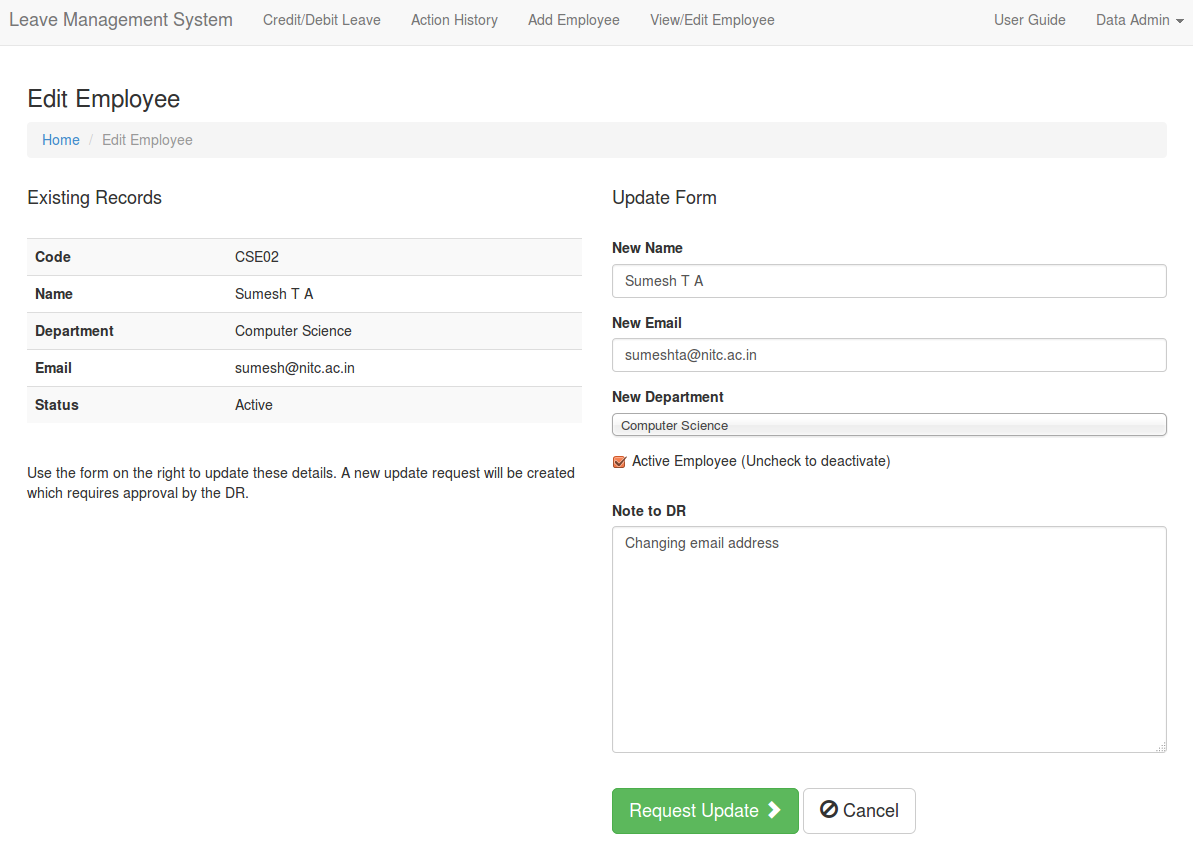 Leave Management System Credit/Debit Leave Action History Add Employee View/Edit Employee User Guide Data Admin
Edit Employee
Home / Edit Employee
Existing Records
Code CSE02
Name Sumesh T A
Department Computer Science
Email sumesh@nitc.ac.in
Status Active
Use the form on the right to update these details. A new update request will be created
which requires approval by the DR.
Update Form
New Name
Sumesh T A
New Email
sumeshta@nitc.ac.in
New Department
Computer Science
Active Employee (Uncheck to deactivate)
Note to DR
Changing email address
Request Update Cancel